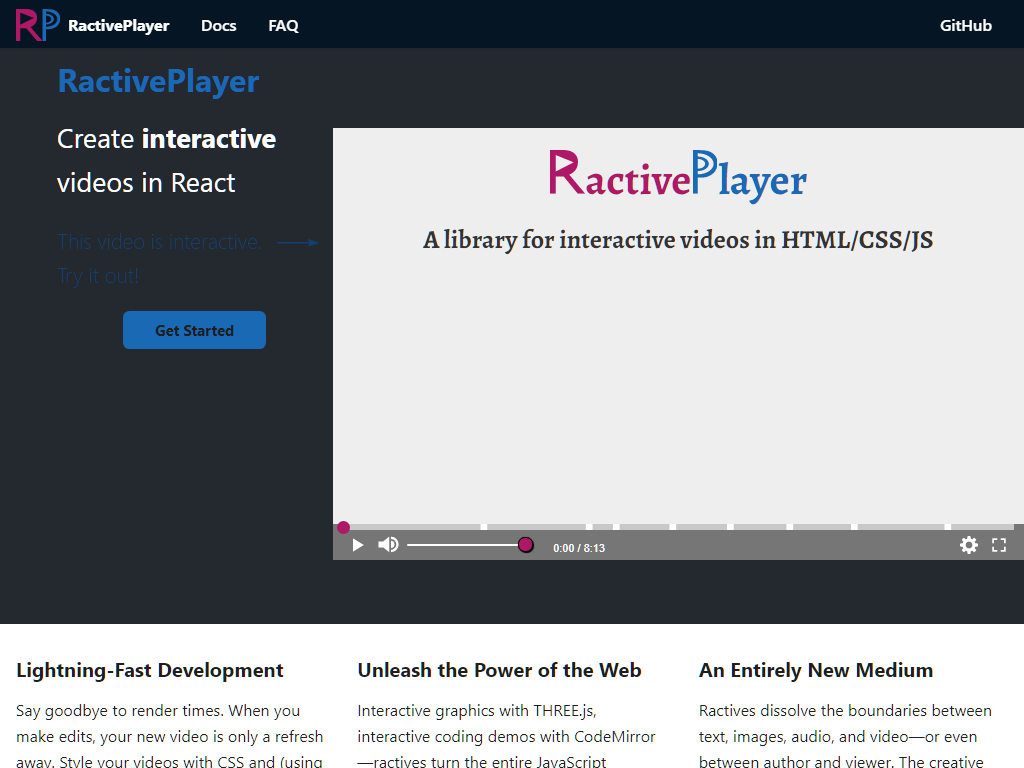 RP RactivePlayer Docs FAQ GitHub
RactivePlayer
Create interactive
videos in React
This video is interactive.
Try it out!
Get Started
RactivePlayer
A library for interactive videos in HTML/CSS/JS
0:00 / 8:13
Lightning-Fast Development
Say goodbye to render times. When you
make edits, your new video is only a refresh
away. Style your videos with CSS and (using
Unleash the Power of the Web
Interactive graphics with THREE.js,
interactive coding demos with CodeMirror
—ractives turn the entire JavaScript
An Entirely New Medium
Ractives dissolve the boundaries between
text, images, audio, and video—or even
between author and viewer. The creative